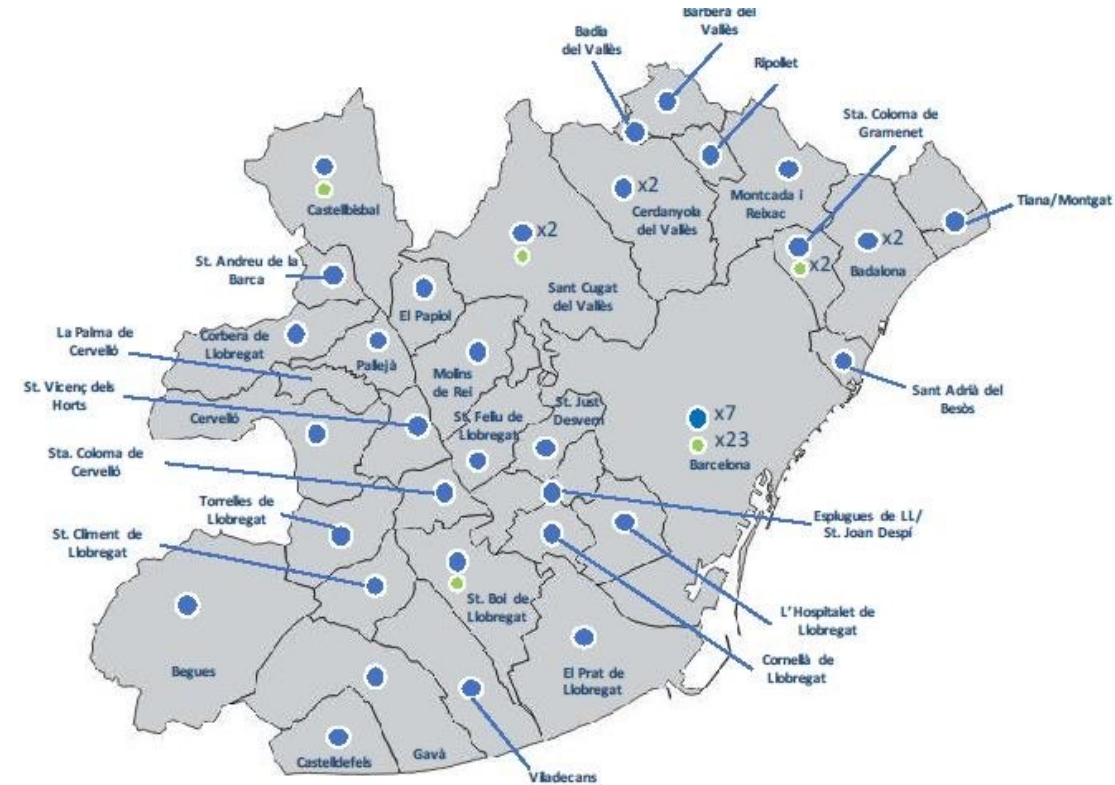 Barberà del
Vallès
Badia
del Vallès
Ripollet
Sta. Coloma de
Gramenet
Tiana/Montgat
x2
Cerdanyola
del Vallès
Montcada i
Reixac
Castellbisbal
x2
Sant Cugat
del Vallès
x2
x2
Badalona
St. Andreu de la
Barca
El Papiol
La Palma de
Cervelló
Corbera de
Llobregat
Pallejà
Molins
de Rei
St. Vicenç dels
Horts
Cervelló
St. Feliu de
Llobregat
St. Just
Desvern
Sant Adrià del
Besòs
x7
x23
Barcelona
Sta. Coloma de
Cervelló
Torrelles de
Llobregat
St. Climent de
Llobregat
Esplugues de LL/
St. Joan Despí
St. Boi de
Llobregat
L'Hospitalet de
Llobregat
Begues
El Prat de
Llobregat
Cornellà de
Llobregat
Castelldefels
Gavà
Viladecans